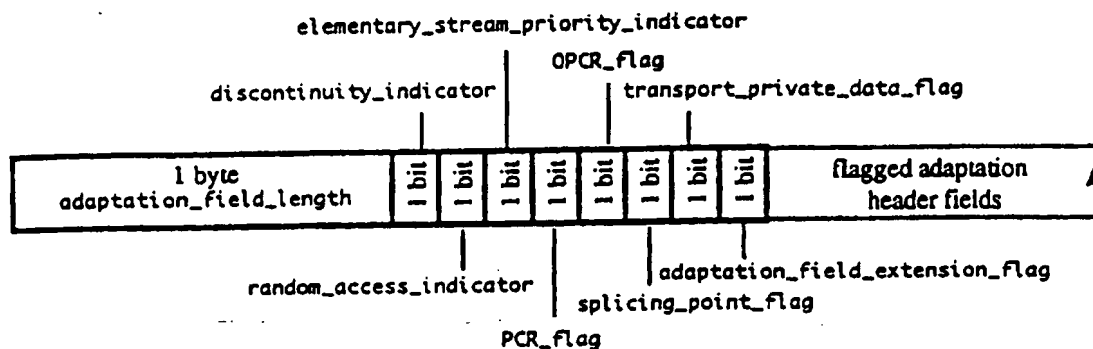 elementary_stream_priority_indicator
OPCR_flag
discontinuity_indicator
transport_private_data_flag
1 byte
adaptation_field_length
1 bit
1 bit
1 bit
1 bit
1 bit
1 bit
1 bit
1 bit
flagged adaptation
header fields
random_access_indicator
adaptation_field_extension_flag
splicing_point_flag
PCR_flag